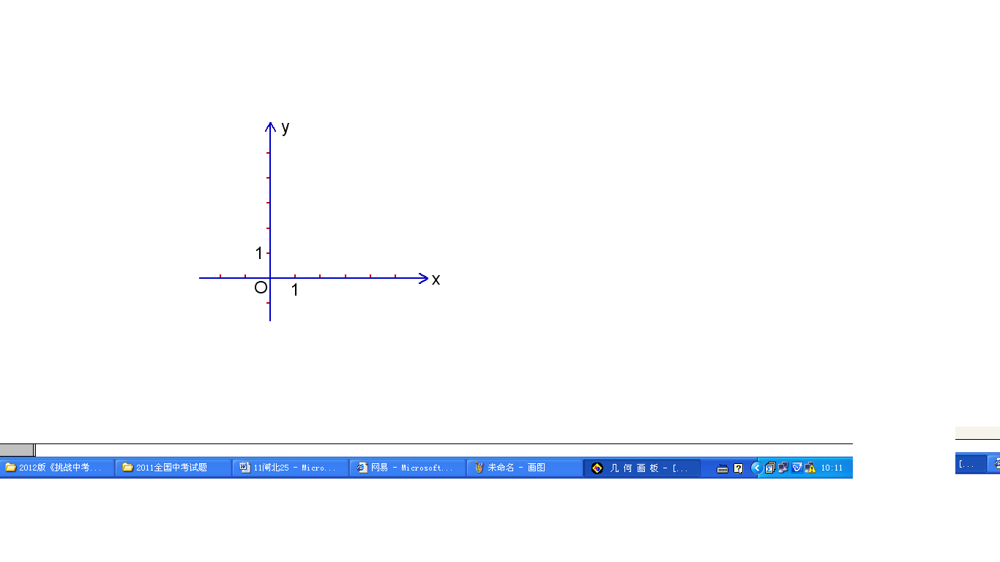 y
1
x
O
1
[...
2012版《挑战中考...
2011全国中考试题
11闸北25 - Micro...
网易 - Microsoft...
未命名 - 画图
几 何 画 板 - [...
10:11